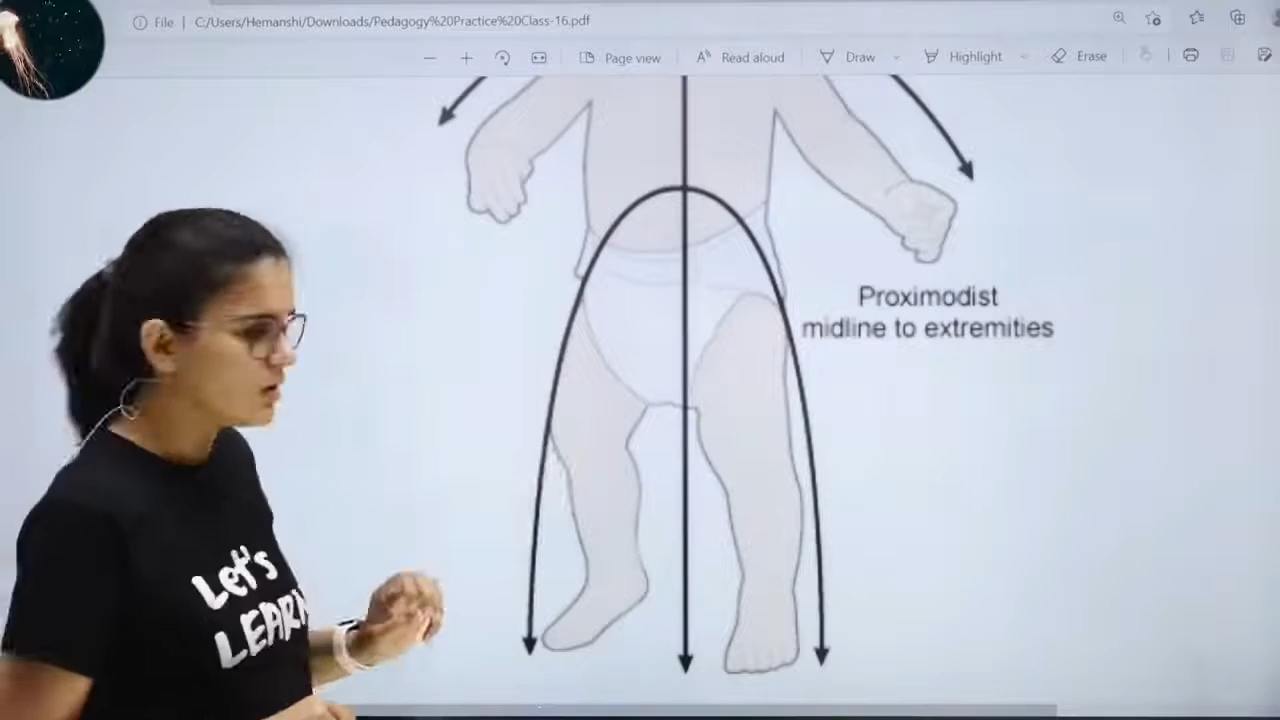 File | C:/Users/Hemanshi/Downloads/Pedagogy%20Practice%20Class-16.pdf
Page view
Read aloud
Draw
Highlight
Erase
Proximodist
midline to extremities
Let's
LEARN